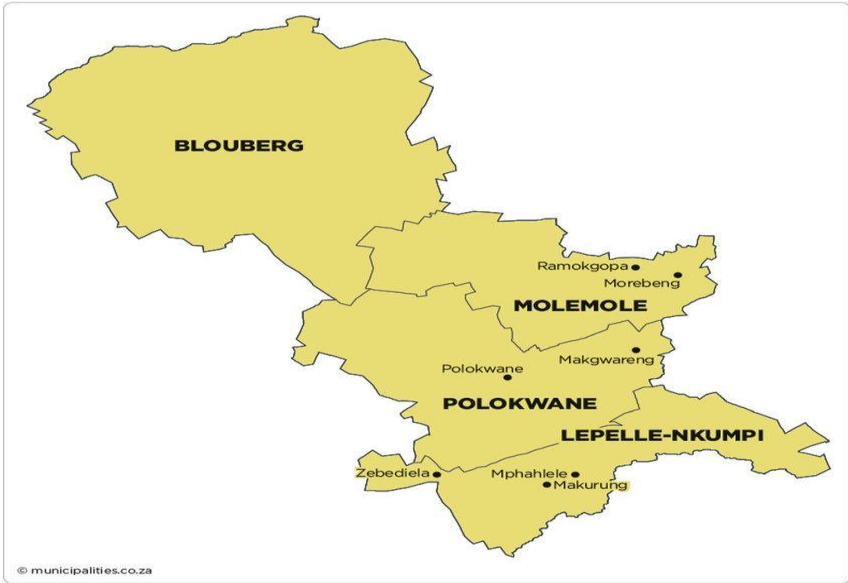 BLOUBERG
Ramokgopa
Morebeng
MOLEMOLE
Makgwareng
Polokwane
POLOKWANE
LEPELLE-NKUMPI
Zebediela
Mphahlele
Makurung
© municipalities.co.za